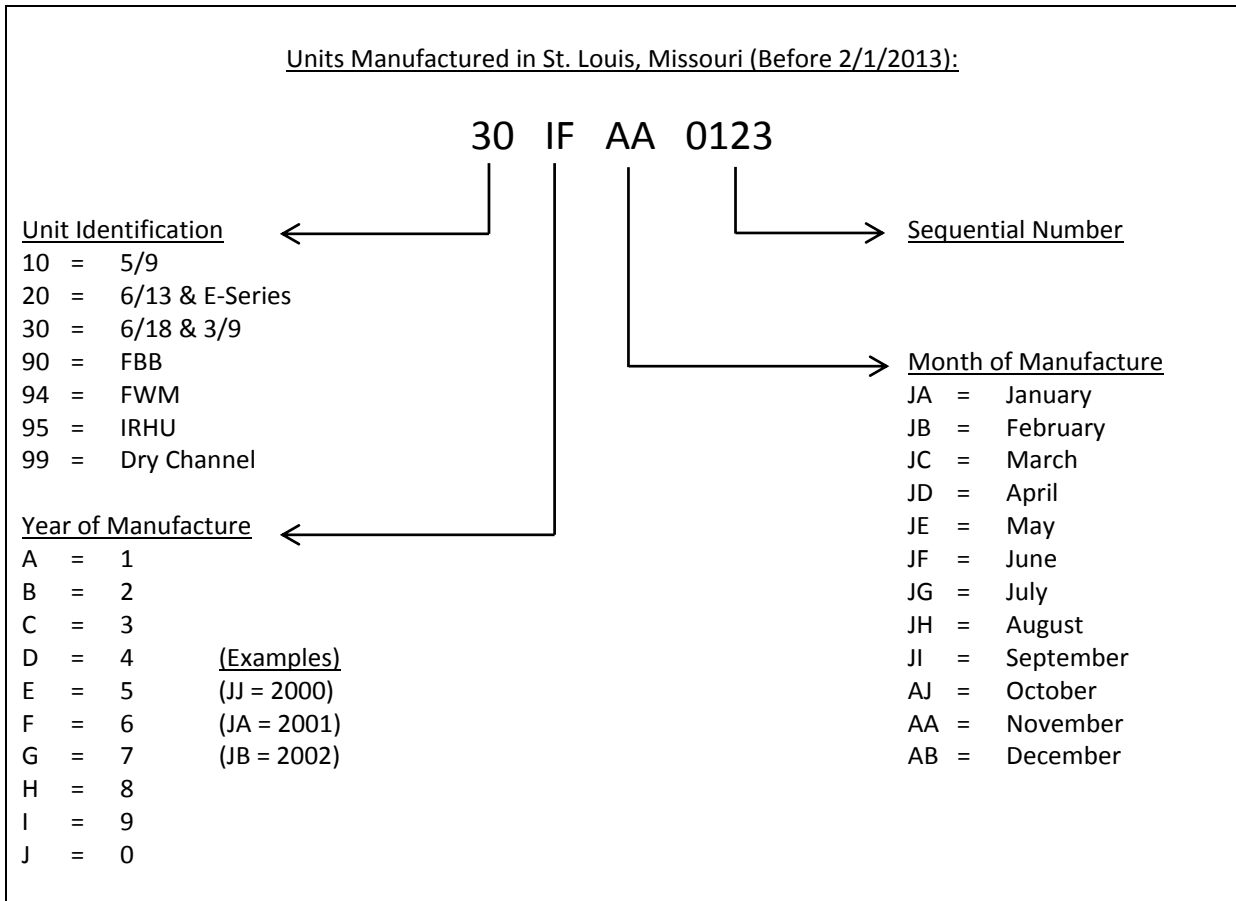 Units Manufactured in St. Louis, Missouri (Before 2/1/2013):
30 IF AA 0123
Unit Identification
10 = 5/9
20 = 6/13 & E-Series
30 = 6/18 & 3/9
90 = FBB
94 = FWM
95 = IRHU
99 = Dry Channel
Year of Manufacture
A = 1
B = 2
C = 3
D = 4 (Examples)
E = 5 (JJ = 2000)
F = 6 (JA = 2001)
G = 7 (JB = 2002)
H = 8
I = 9
J = 0
Sequential Number
Month of Manufacture
JA = January
JB = February
JC = March
JD = April
JE = May
JF = June
JG = July
JH = August
JI = September
AJ = October
AA = November
AB = December